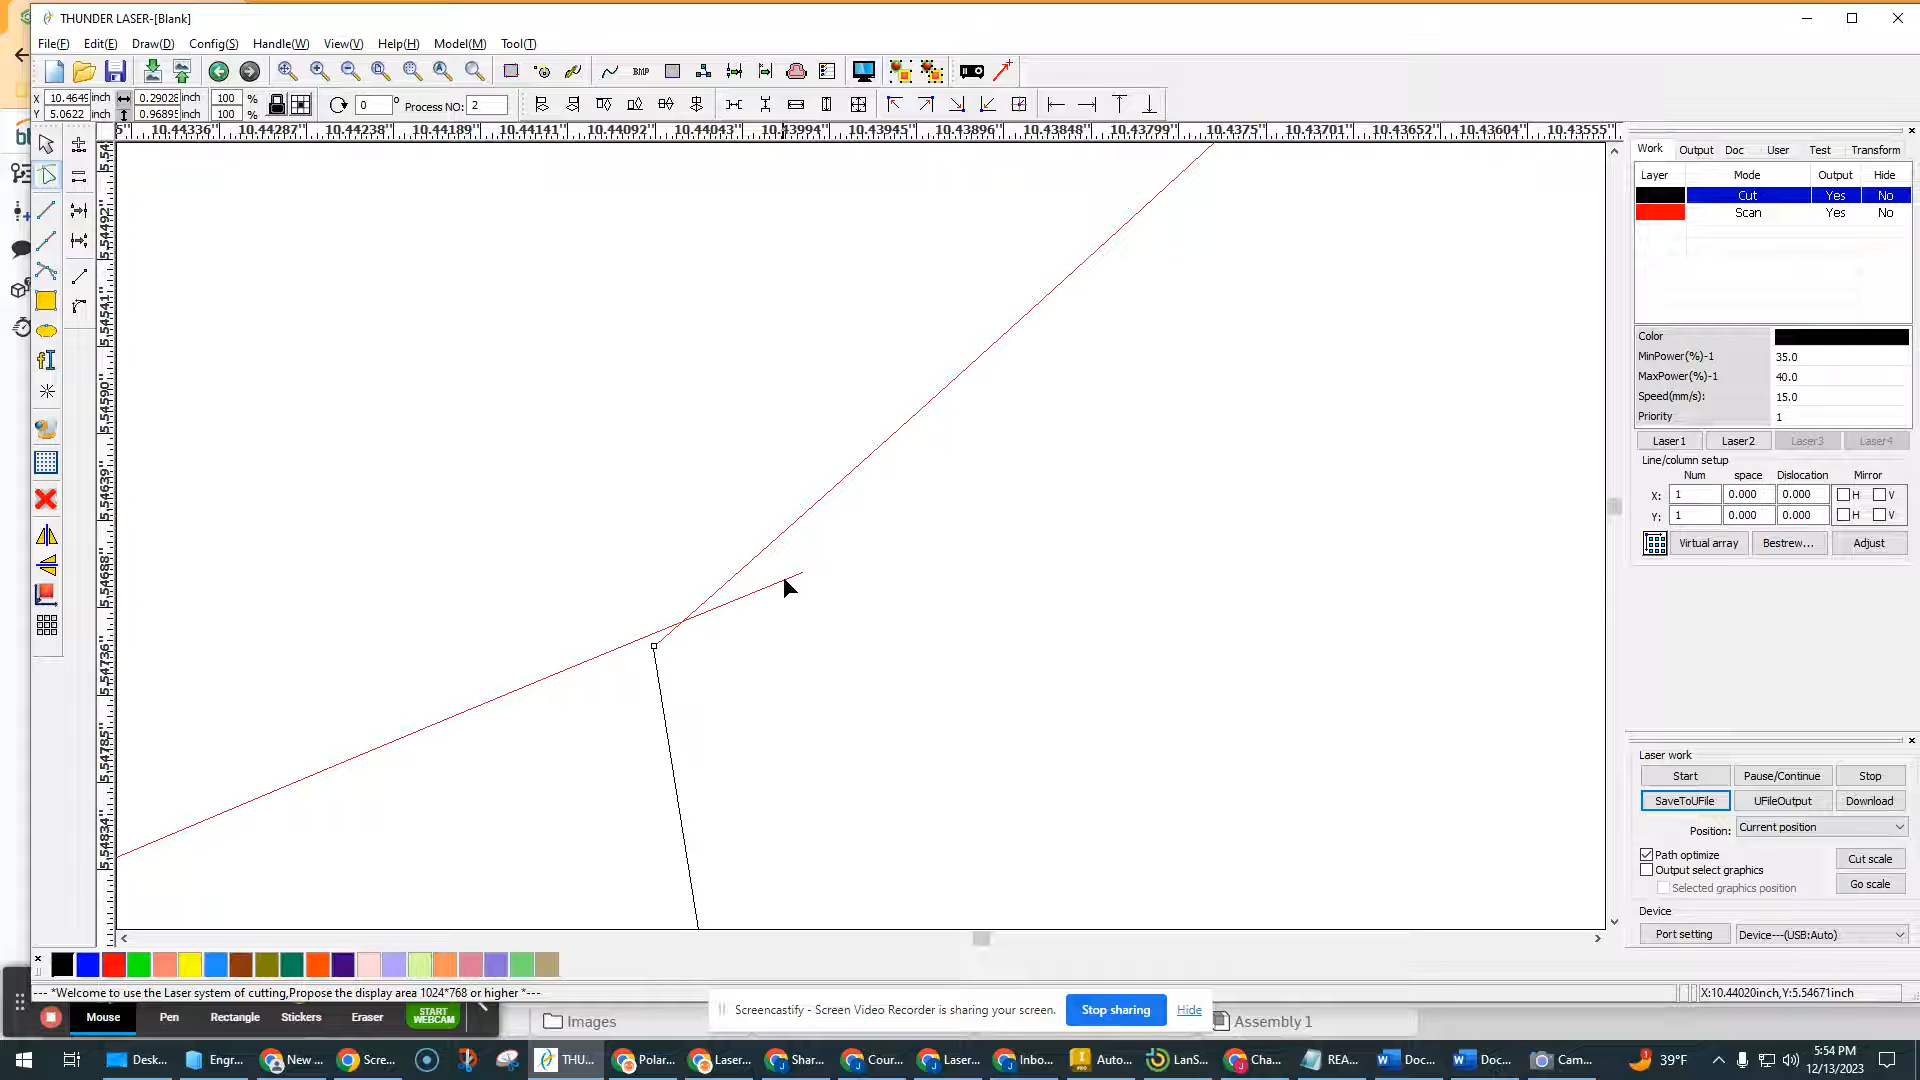 THUNDER LASER-[Blank]
File(F) Edit(E) Draw(D) Config(S) Handle(W) View(V) Help(H) Model(M) Tool(T)
BMP
X 10.4649 inch 0.29028 inch 100 %
Y 5.0622 inch 0.96895 inch 100 %
0 ° Process NO: 2
5'' 10.44336'' 10.44287'' 10.44238'' 10.44189'' 10.44141'' 10.44092'' 10.44043'' 10.43994'' 10.43945'' 10.43896'' 10.43848'' 10.43799'' 10.4375'' 10.43701'' 10.43652'' 10.43604'' 10.43555''
5.54
5.54492''
5.54541''
5.54590''
5.54639''
5.54688''
5.54736''
5.54785''
5.54834''
Work Output Doc User Test Transform
Layer Mode Output Hide
Cut Yes No
Scan Yes No
Color
MinPower(%)-1 35.0
MaxPower(%)-1 40.0
Speed(mm/s): 15.0
Priority 1
Laser1 Laser2 Laser3 Laser4
Line/column setup
Num space Dislocation Mirror
X: 1 0.000 0.000 H V
Y: 1 0.000 0.000 H V
Virtual array Bestrew... Adjust
Laser work
Start Pause/Continue Stop
SaveToUFile UFileOutput Download
Position: Current position
Path optimize Cut scale
Output select graphics
Selected graphics position Go scale
Device
Port setting Device---(USB:Auto)
--- *Welcome to use the Laser system of cutting,Propose the display area 1024*768 or higher *---
X:10.44020inch,Y:5.54671inch
Mouse Pen Rectangle Stickers Eraser START WEBCAM
Images
Screencastify - Screen Video Recorder is sharing your screen. Stop sharing Hide
Assembly 1
Desk... Engr... New ... Scre... THU... Polar... Laser... Shar... Cour... Laser... Inbo... Auto... LanS... Cha... REA... Doc... Doc... Cam...
39°F
5:54 PM
12/13/2023